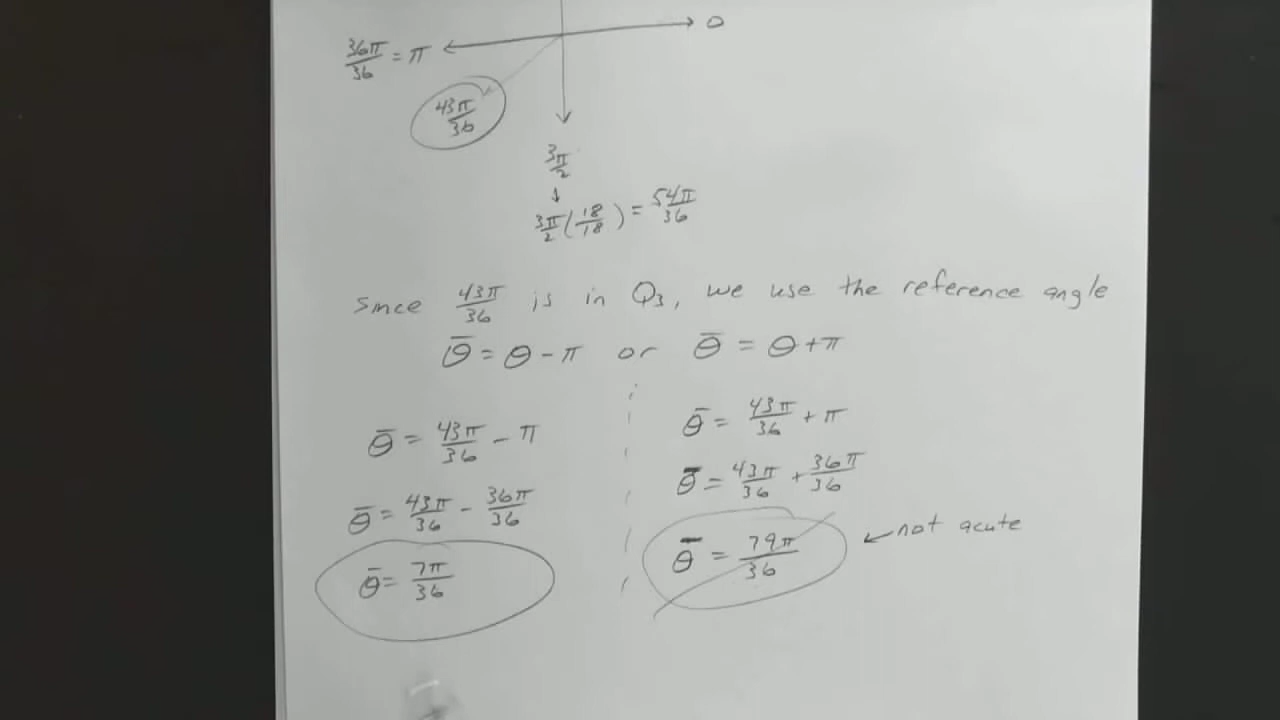 0
36π/36 = π
43π/36
3π/2
↓
3π/2 (18/18) = 54π/36
Since 43π/36 is in Q₃, we use the reference angle
θ̄ = θ - π or θ̄ = θ + π
θ̄ = 43π/36 - π
θ̄ = 43π/36 - 36π/36
θ̄ = 7π/36
θ̄ = 43π/36 + π
θ̄ = 43π/36 + 36π/36
θ̄ = 79π/36 ← not acute